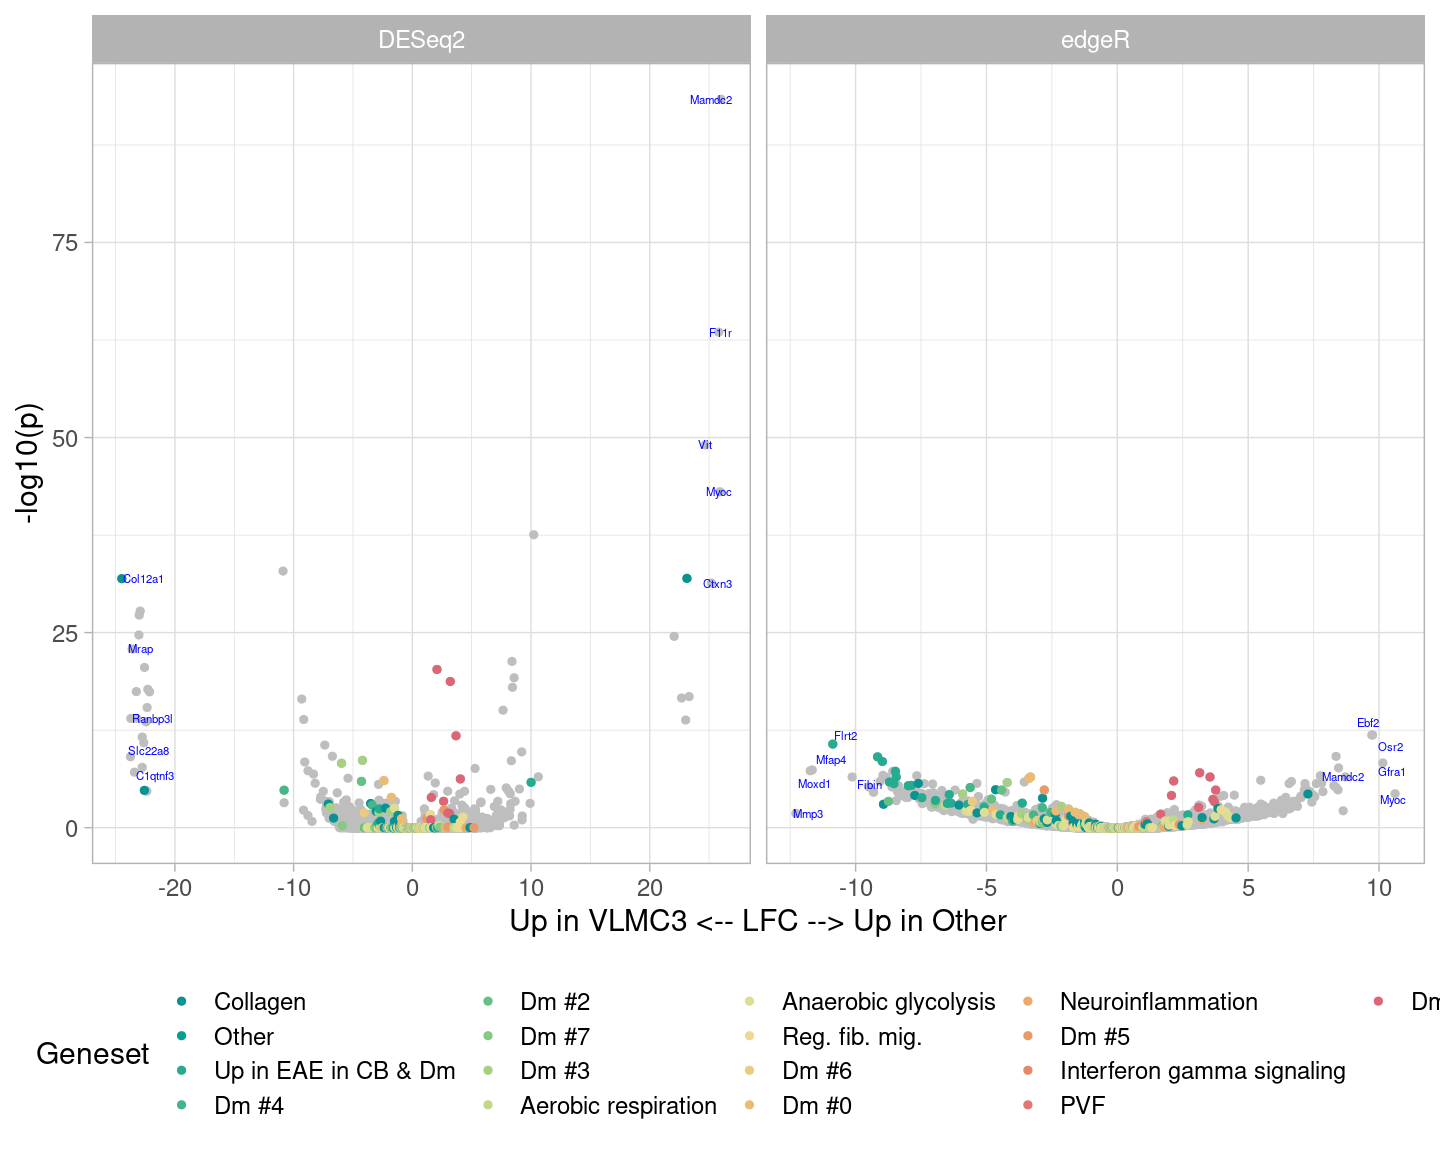 DESeq2
edgeR
Mamdc2
75
F11r
50
Vit
Myoc
Col12a1
Ctxn3
25
Mrap
Ranbp3l
Slc22a8
C1qtnf3
Ebf2
Flrt2
Osr2
Mfap4
Gfra1
Mamdc2
Moxd1
Fibin
Myoc
Mmp3
0
-log10(p)
-20 -10 0 10 20
-10 -5 0 5 10
Up in VLMC3 <-- LFC --> Up in Other
Geneset
Collagen
Other
Up in EAE in CB & Dm
Dm #4
Dm #2
Dm #7
Dm #3
Aerobic respiration
Anaerobic glycolysis
Reg. fib. mig.
Dm #6
Dm #0
Neuroinflammation
Dm #5
Interferon gamma signaling
PVF